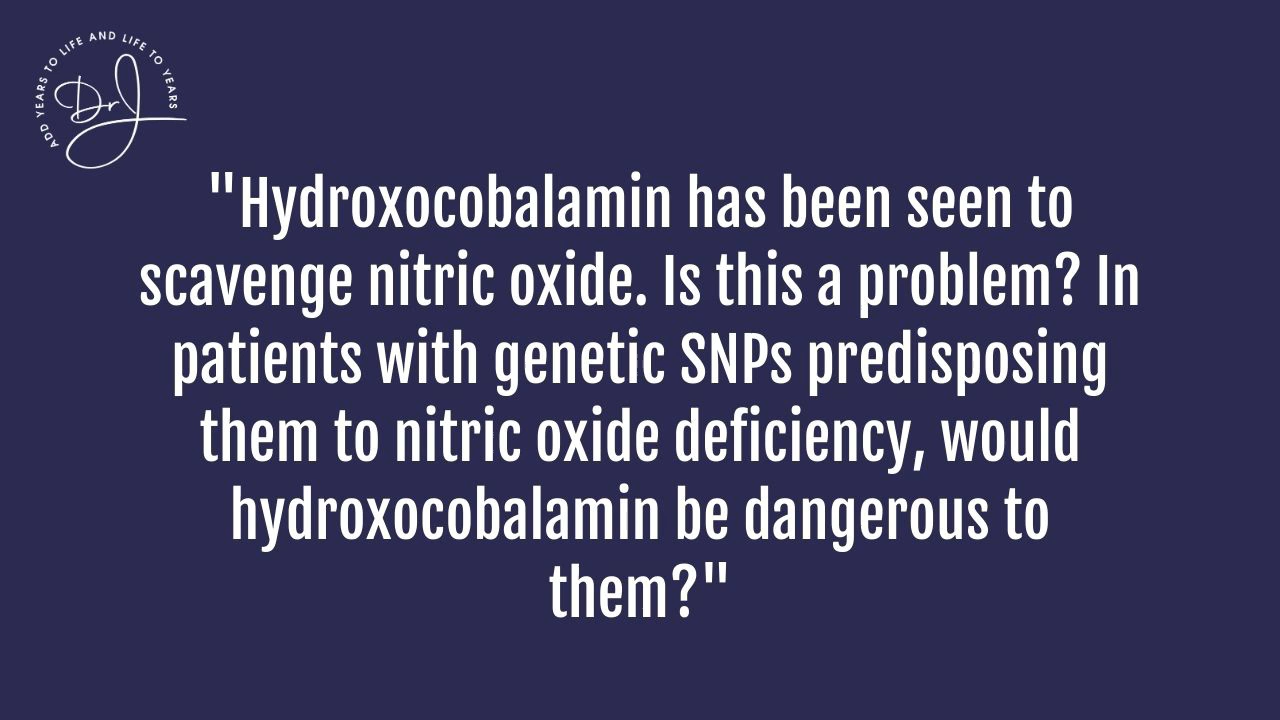 ADD YEARS TO LIFE AND LIFE TO YEARS
DrJ
"Hydroxocobalamin has been seen to
scavenge nitric oxide. Is this a problem? In
patients with genetic SNPs predisposing
them to nitric oxide deficiency, would
hydroxocobalamin be dangerous to
them?"